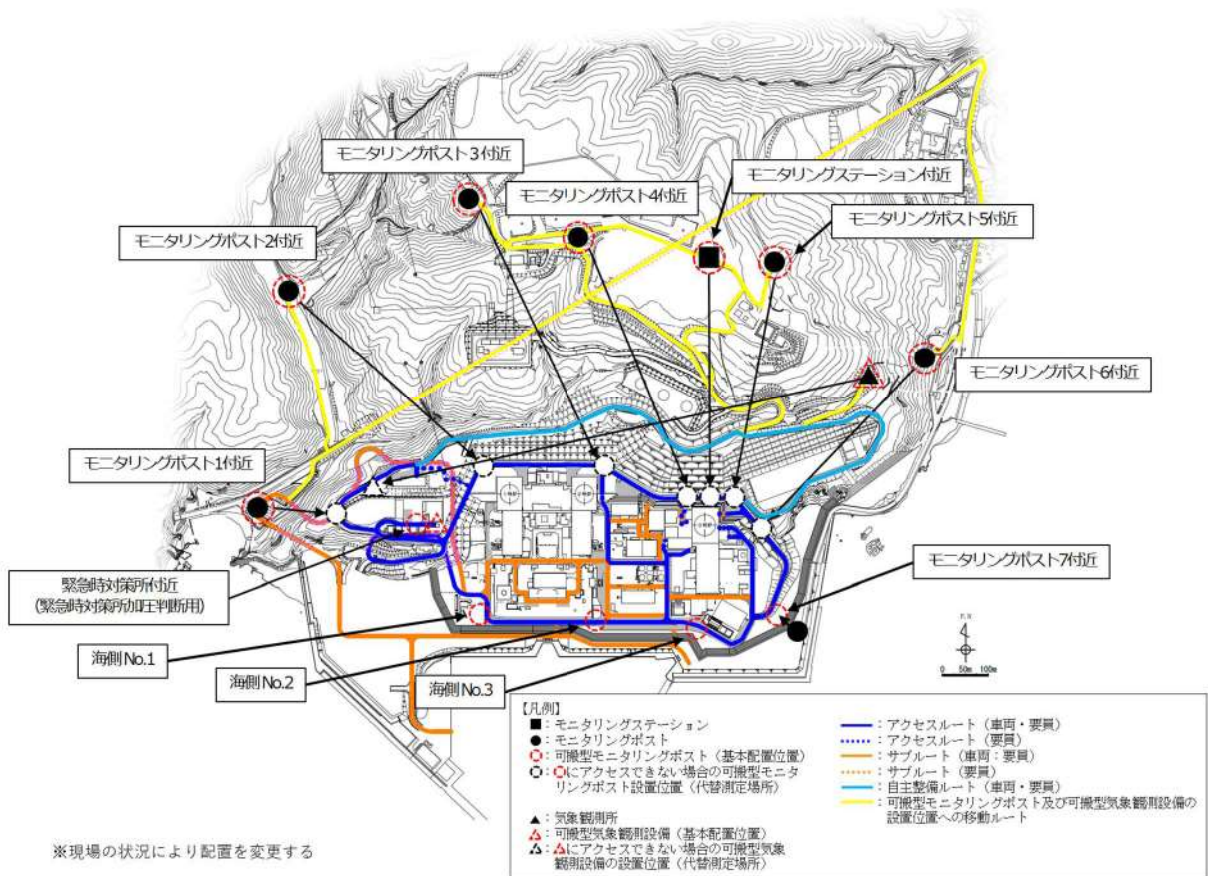 モニタリングポスト3付近
モニタリングポスト4付近
モニタリングステーション付近
モニタリングポスト5付近
モニタリングポスト2付近
モニタリングポスト6付近
モニタリングポスト1付近
緊急時対策所付近
(緊急時対策所加圧判断用)
モニタリングポスト7付近
海側No.1
海側No.2
海側No.3
P.N
0 50m 100m
【凡例】
■:モニタリングステーション
●:モニタリングポスト
:可搬型モニタリングポスト(基本配置位置)
:にアクセスできない場合の可搬型モニタ
リングポスト設置位置(代替測定場所)
▲:気象観測所
:可搬型気象観測設備(基本配置位置)
:にアクセスできない場合の可搬型気象
観測設備の設置位置(代替測定場所)
:アクセスルート(車両・要員)
:アクセスルート(要員)
:サブルート(車両:要員)
:サブルート(要員)
:自主整備ルート(車両・要員)
:可搬型モニタリングポスト及び可搬型気象観測設備の
設置位置への移動ルート
※現場の状況により配置を変更する